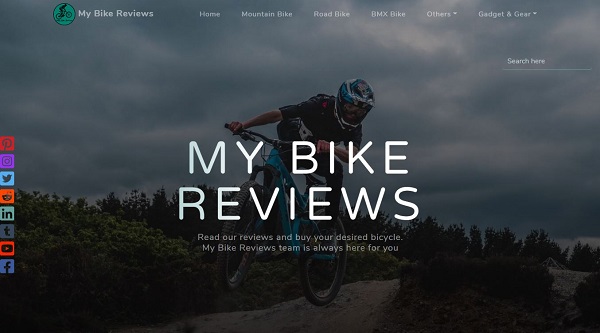 My Bike Reviews
Home Mountain Bike Road Bike BMX Bike Others Gadget & Gear
Search here
MY BIKE
REVIEWS
Read our reviews and buy your desired bicycle.
My Bike Reviews team is always here for you